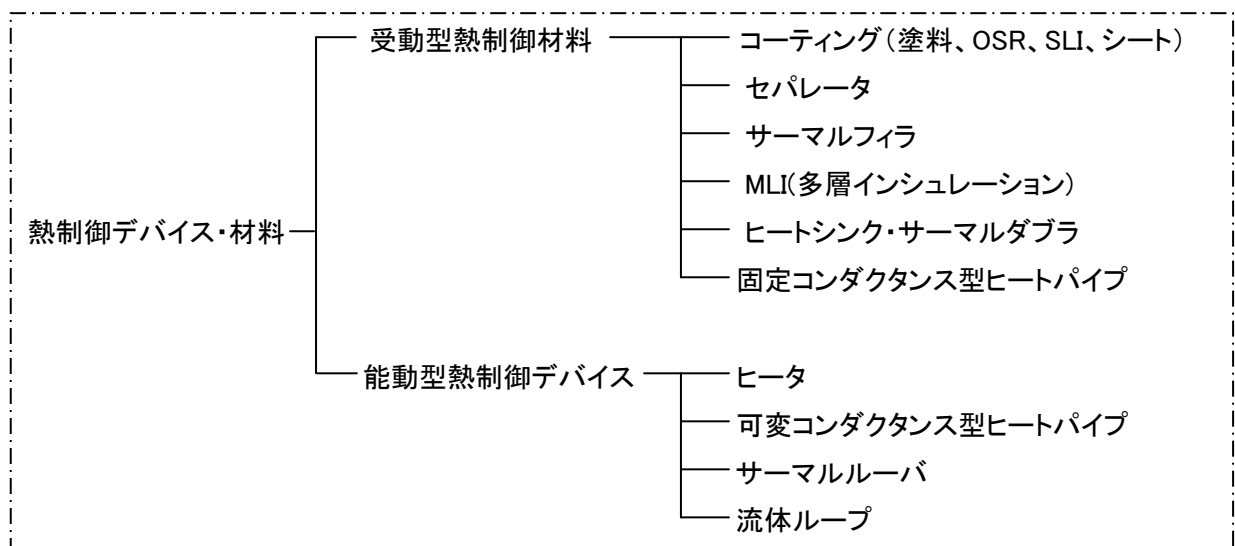 受動型熱制御材料
コーティング(塗料、OSR、SLI、シート)
セパレータ
サーマルフィラ
MLI(多層インシュレーション)
熱制御デバイス・材料
ヒートシンク・サーマルダブラ
固定コンダクタンス型ヒートパイプ
能動型熱制御デバイス
ヒータ
可変コンダクタンス型ヒートパイプ
サーマルルーバ
流体ループ